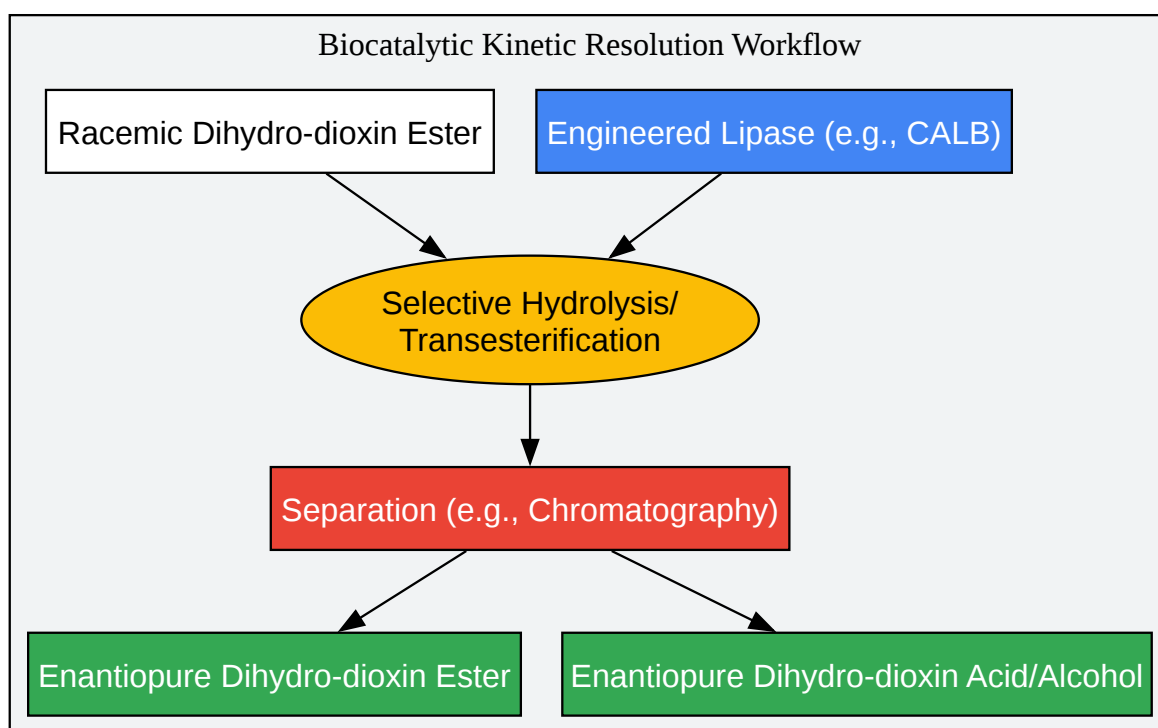 Biocatalytic Kinetic Resolution Workflow
Racemic Dihydro-dioxin Ester
Engineered Lipase (e.g., CALB)
Selective Hydrolysis/
Transesterification
Separation (e.g., Chromatography)
Enantiopure Dihydro-dioxin Ester
Enantiopure Dihydro-dioxin Acid/Alcohol